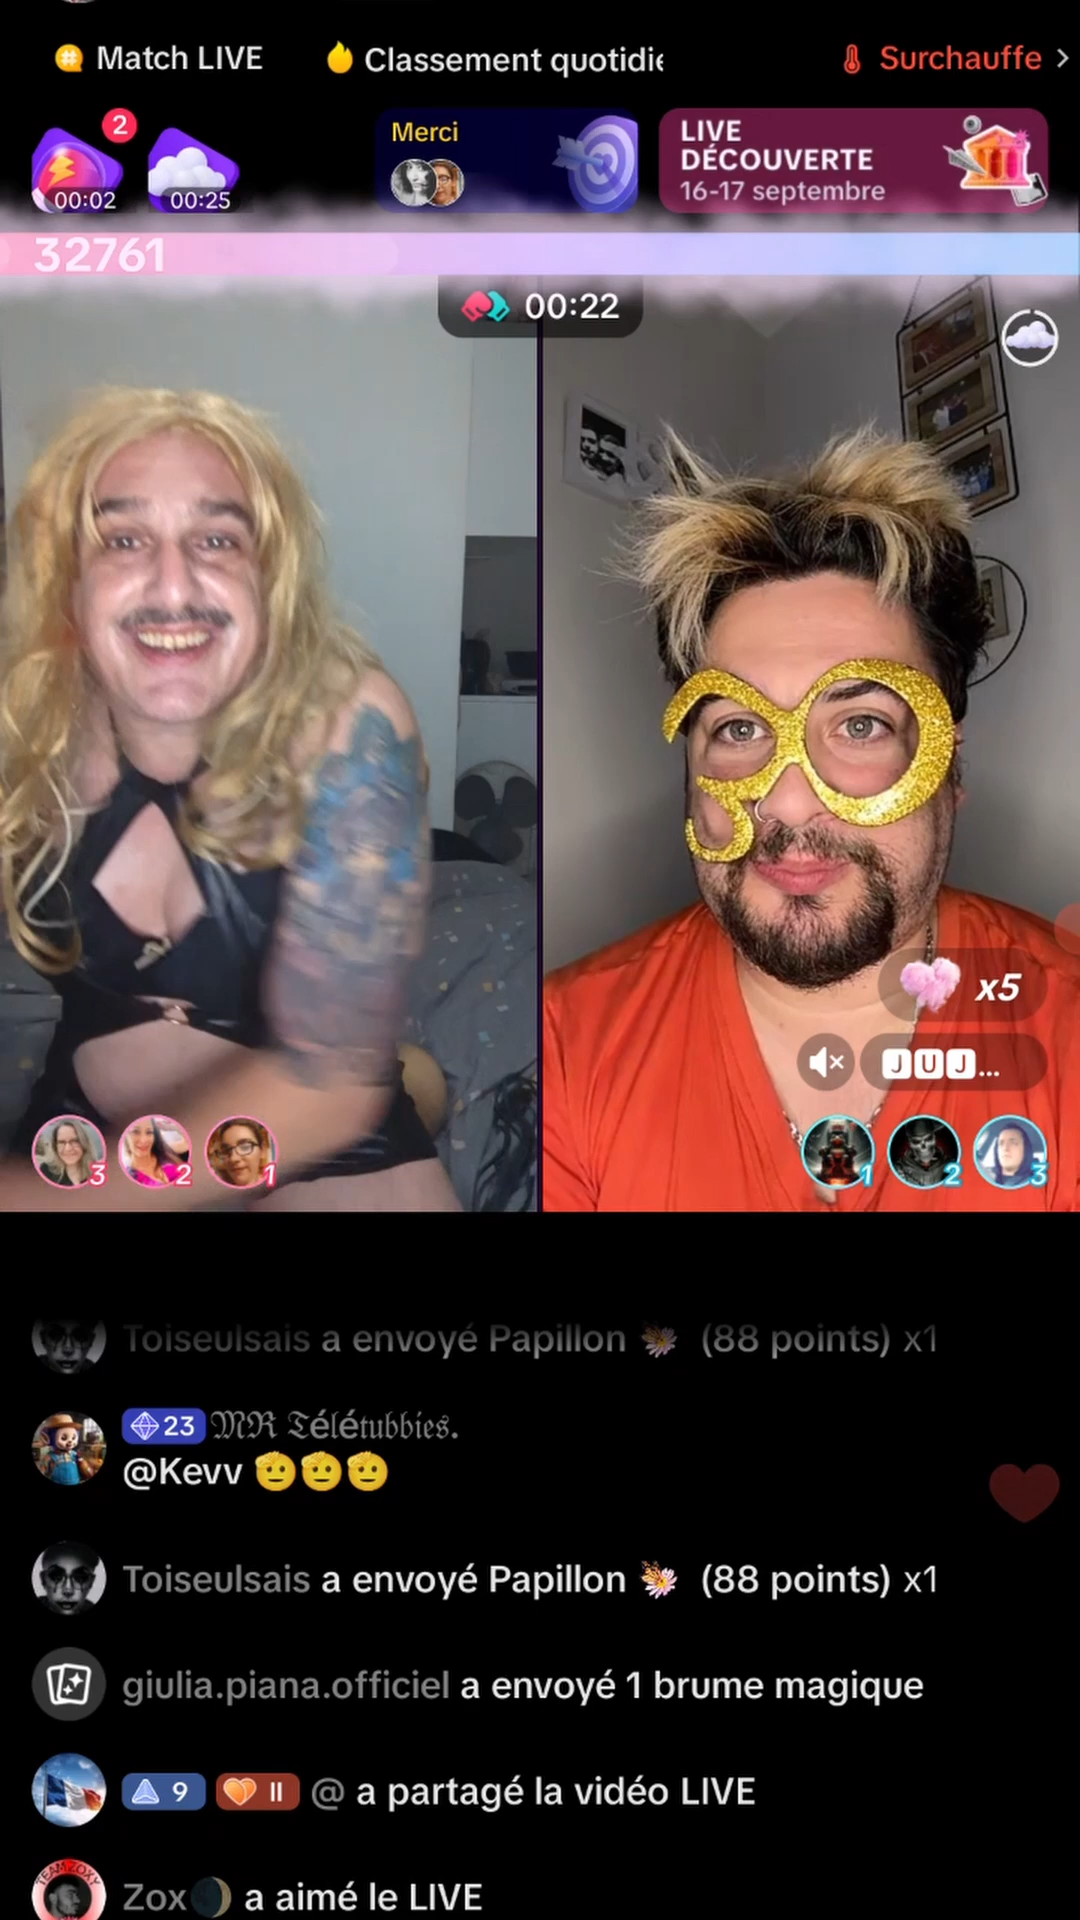 Match LIVE
Classement quotidie
Surchauffe
2
00:02
00:25
Merci
LIVE
DÉCOUVERTE
16-17 septembre
32761
00:22
x5
JUJ...
3
2
1
1
2
3
Toiseulsais a envoyé Papillon (88 points) x1
23 𝔐ℜ 𝔗élétubbies.
@Kevv 🫡🫡🫡
Toiseulsais a envoyé Papillon (88 points) x1
giulia.piana.officiel a envoyé 1 brume magique
9 II @ a partagé la vidéo LIVE
TEAM ZOXY
Zox🌒 a aimé le LIVE